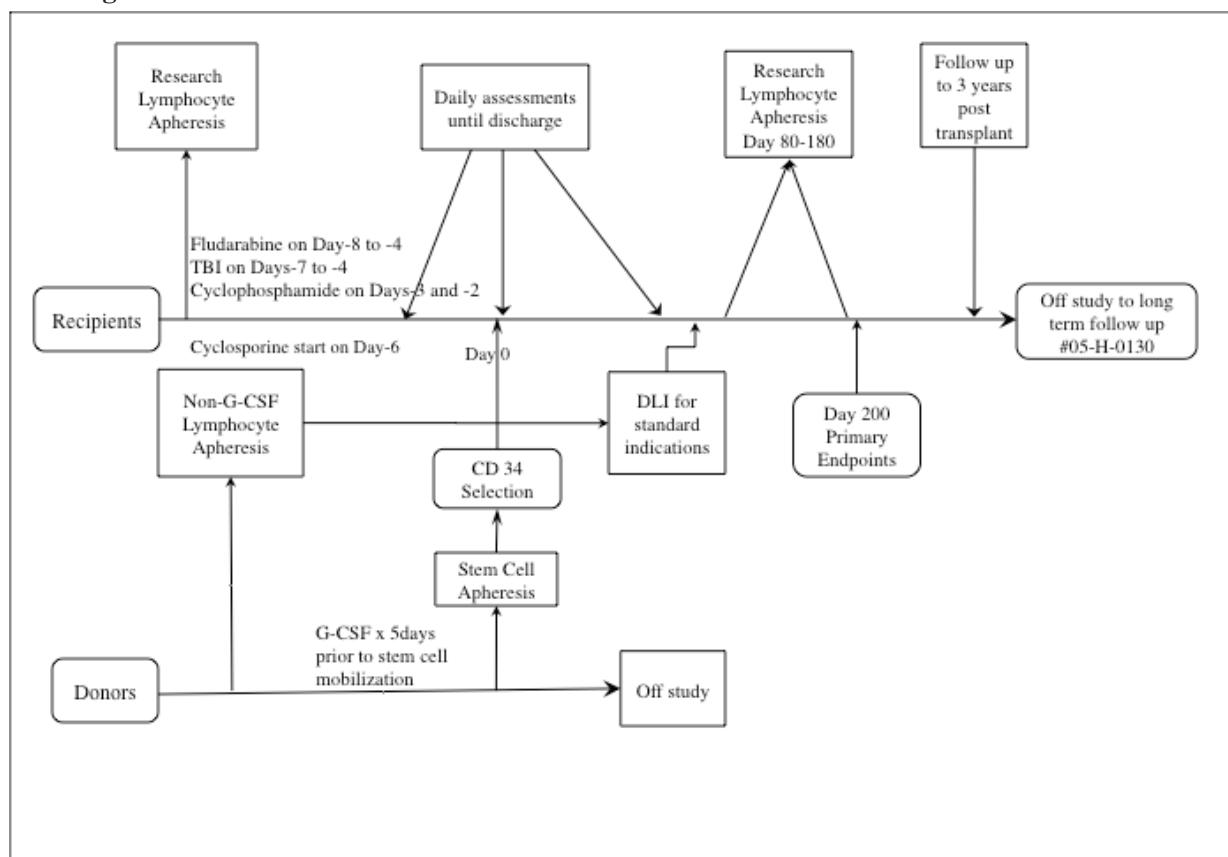 Research
Lymphocyte
Apheresis
Daily assessments
until discharge
Research
Lymphocyte
Apheresis
Day 80-180
Follow up
to 3 years
post
transplant
Fludarabine on Day-8 to -4
TBI on Days-7 to -4
Cyclophosphamide on Days-3 and -2
Recipients
Off study to long
term follow up
#05-H-0130
Cyclosporine start on Day-6
Day 0
Non-G-CSF
Lymphocyte
Apheresis
DLI for
standard
indications
Day 200
Primary
Endpoints
CD 34
Selection
Stem Cell
Apheresis
G-CSF x 5days
prior to stem cell
mobilization
Donors
Off study